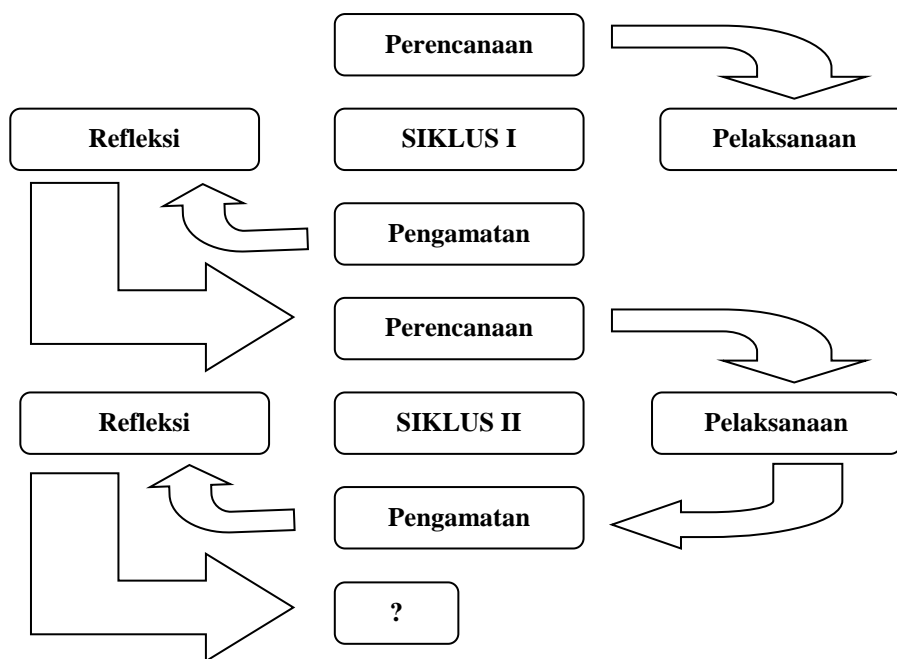 Perencanaan
Refleksi
SIKLUS I
Pelaksanaan
Pengamatan
Perencanaan
Refleksi
SIKLUS II
Pelaksanaan
Pengamatan
?